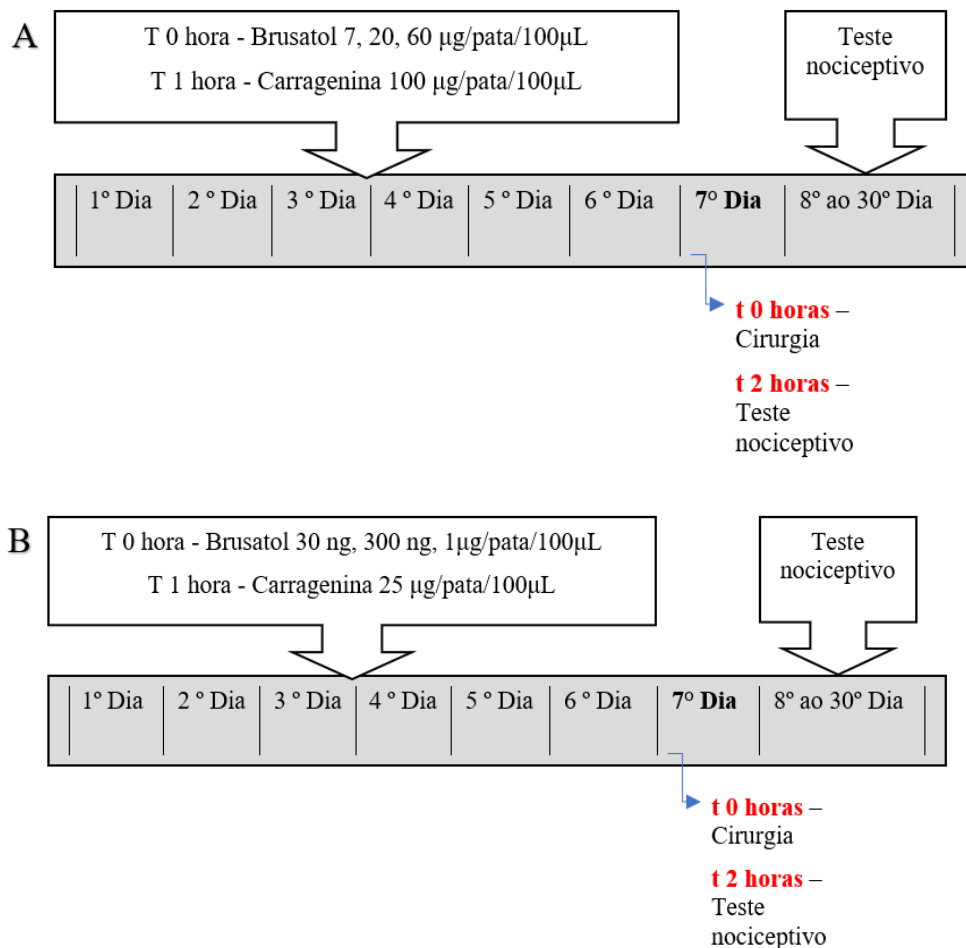 A
T 0 hora - Brusatol 7, 20, 60 µg/pata/100µL
T 1 hora - Carragenina 100 µg/pata/100µL
Teste
nociceptivo
1º Dia 2 º Dia 3 º Dia 4 º Dia 5 º Dia 6 º Dia 7º Dia 8º ao 30º Dia
t 0 horas –
Cirurgia
t 2 horas –
Teste
nociceptivo
B
T 0 hora - Brusatol 30 ng, 300 ng, 1µg/pata/100µL
T 1 hora - Carragenina 25 µg/pata/100µL
Teste
nociceptivo
1º Dia 2 º Dia 3 º Dia 4 º Dia 5 º Dia 6 º Dia 7º Dia 8º ao 30º Dia
t 0 horas –
Cirurgia
t 2 horas –
Teste
nociceptivo